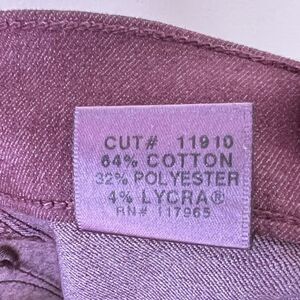 CUT# 11910
64% COTTON
32% POLYESTER
4% LYCRA®
RN# 117965